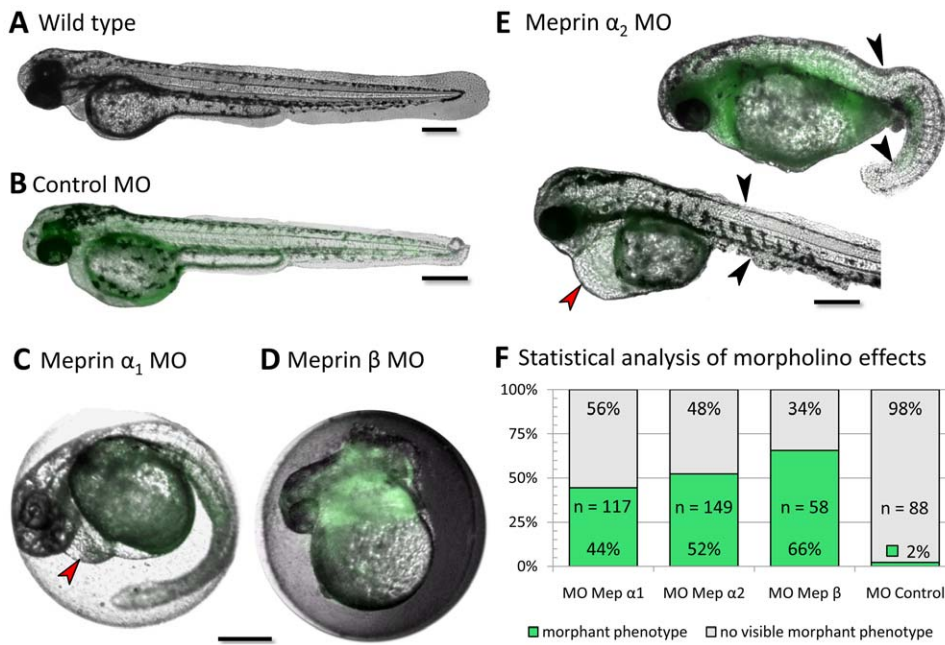 A Wild type
B Control MO
C Meprin α1 MO
D Meprin β MO
E Meprin α2 MO
F Statistical analysis of morpholino effects
100%
75%
50%
25%
0%
56%
48%
34%
98%
n = 117
n = 149
n = 58
n = 88
44%
52%
66%
2%
MO Mep α1
MO Mep α2
MO Mep β
MO Control
morphant phenotype
no visible morphant phenotype